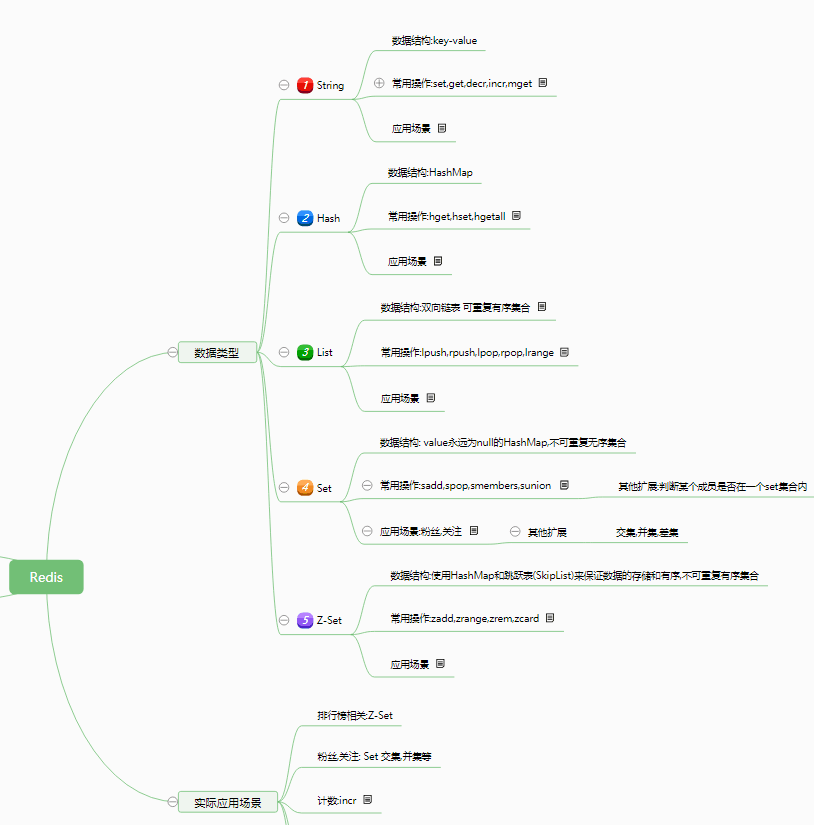 Redis
数据类型
1 String
数据结构:key-value
常用操作:set,get,decr,incr,mget
应用场景
2 Hash
数据结构:HashMap
常用操作:hget,hset,hgetall
应用场景
3 List
数据结构:双向链表 可重复有序集合
常用操作:lpush,rpush,lpop,rpop,lrange
应用场景
4 Set
数据结构: value永远为null的HashMap,不可重复无序集合
常用操作:sadd,spop,smembers,sunion
其他扩展:判断某个成员是否在一个set集合内
应用场景:粉丝,关注
其他扩展
交集,并集,差集
5 Z-Set
数据结构:使用HashMap和跳跃表(SkipList)来保证数据的存储和有序,不可重复有序集合
常用操作:zadd,zrange,zrem,zcard
应用场景
实际应用场景
排行榜相关:Z-Set
粉丝,关注: Set 交集,并集等
计数:incr